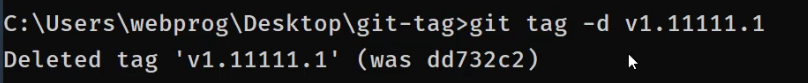 C:\Users\webprog\Desktop\git-tag>git tag -d v1.11111.1
Deleted tag 'v1.11111.1' (was dd732c2)